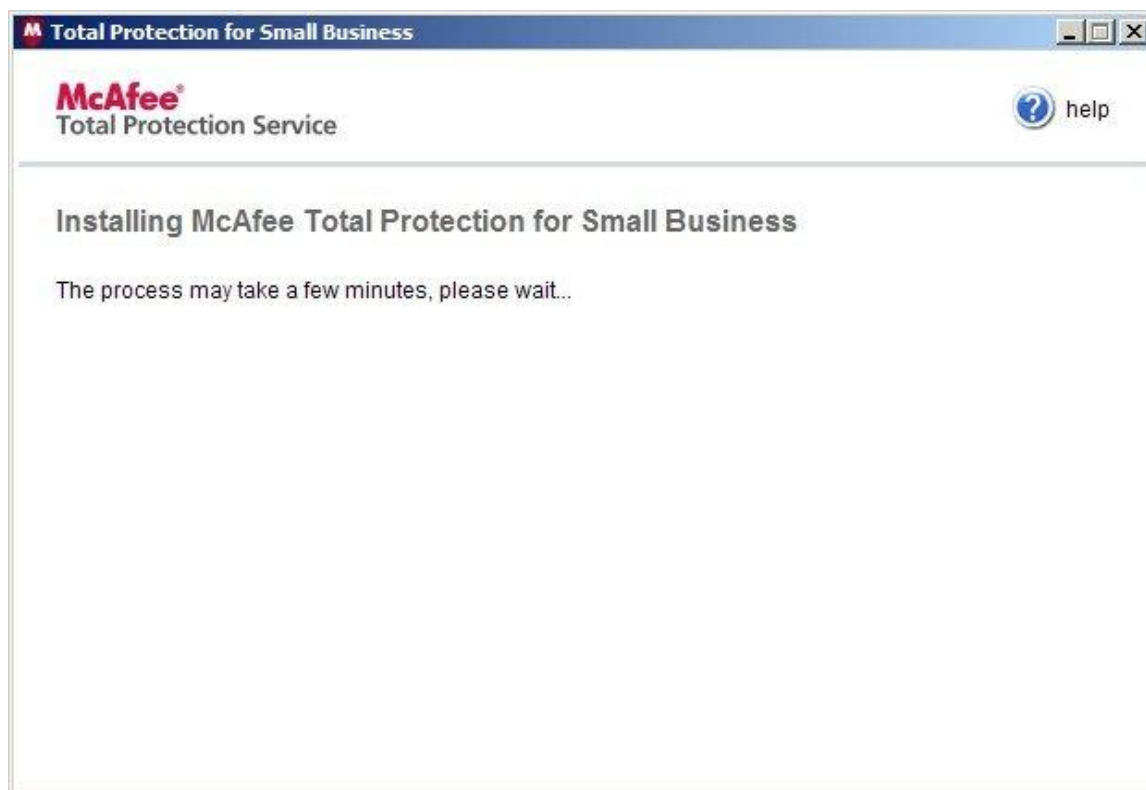 M Total Protection for Small Business
McAfee®
Total Protection Service
help
Installing McAfee Total Protection for Small Business
The process may take a few minutes, please wait...